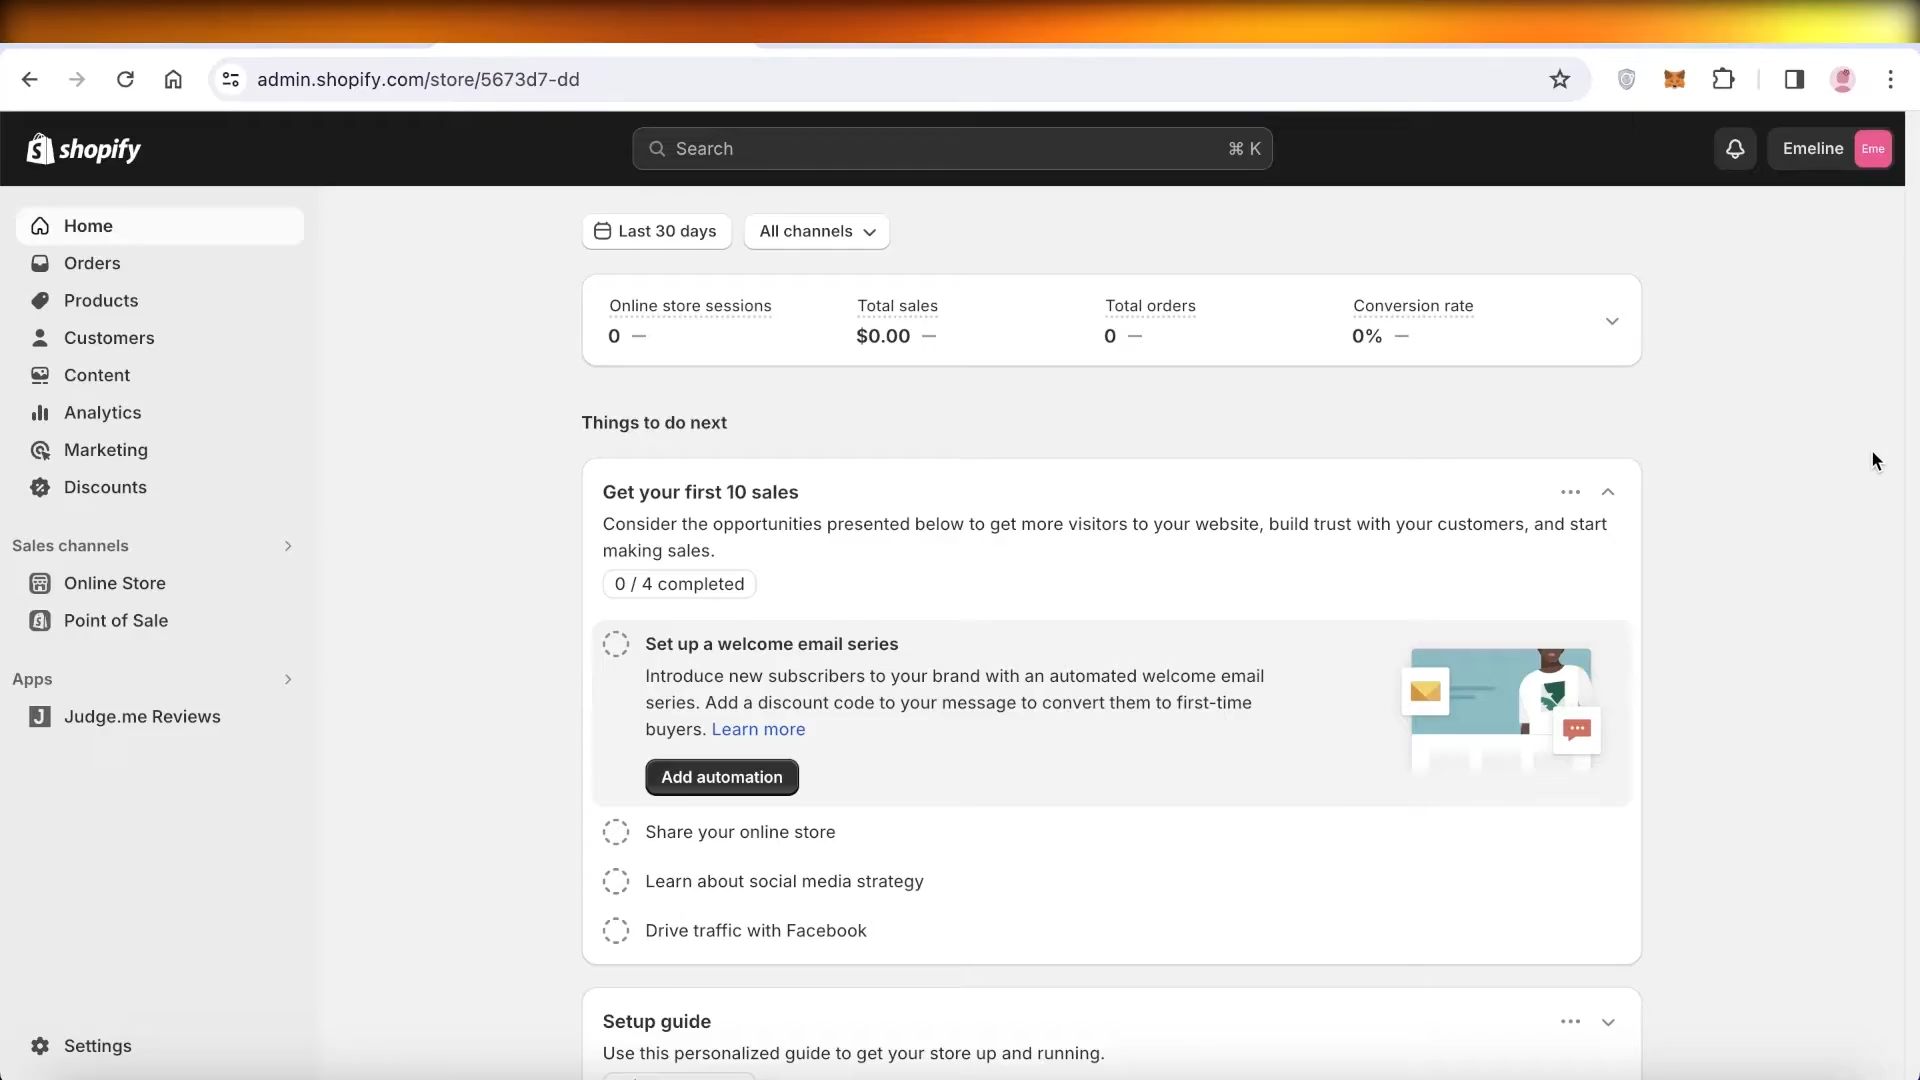 admin.shopify.com/store/5673d7-dd
shopify
Search
⌘ K
Emeline
Eme
Home
Orders
Products
Customers
Content
Analytics
Marketing
Discounts
Sales channels
Online Store
Point of Sale
Apps
Judge.me Reviews
Settings
Last 30 days
All channels
Online store sessions
0 —
Total sales
$0.00 —
Total orders
0 —
Conversion rate
0% —
Things to do next
Get your first 10 sales
Consider the opportunities presented below to get more visitors to your website, build trust with your customers, and start
making sales.
0 / 4 completed
Set up a welcome email series
Introduce new subscribers to your brand with an automated welcome email
series. Add a discount code to your message to convert them to first-time
buyers. Learn more
Add automation
Share your online store
Learn about social media strategy
Drive traffic with Facebook
Setup guide
Use this personalized guide to get your store up and running.